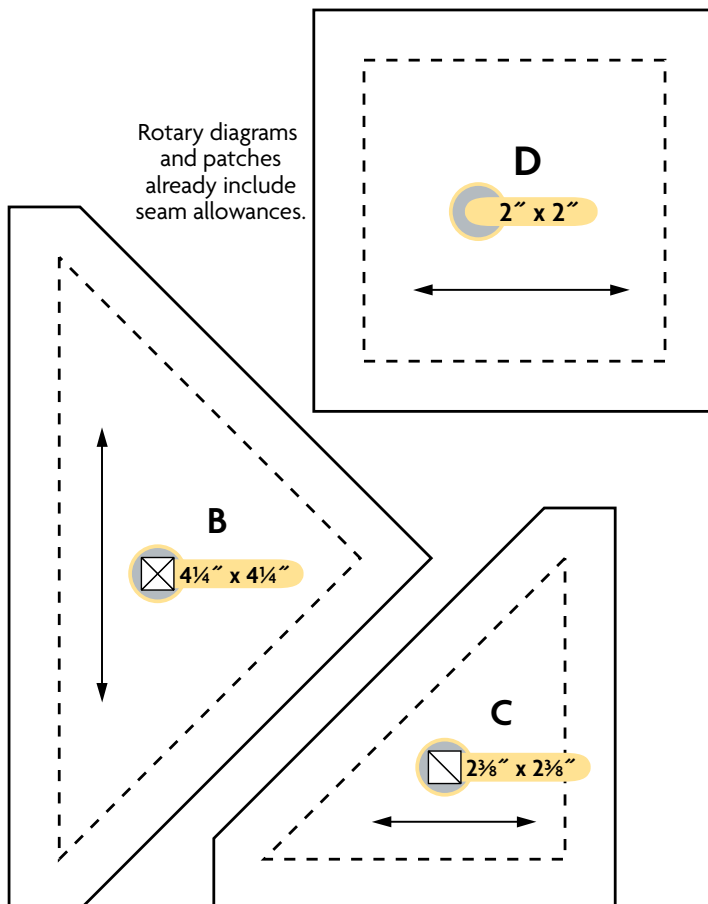 Rotary diagrams
and patches
already include
seam allowances.
D
2″ x 2″
B
4¼″ x 4¼″
C
2⅜″ x 2⅜″